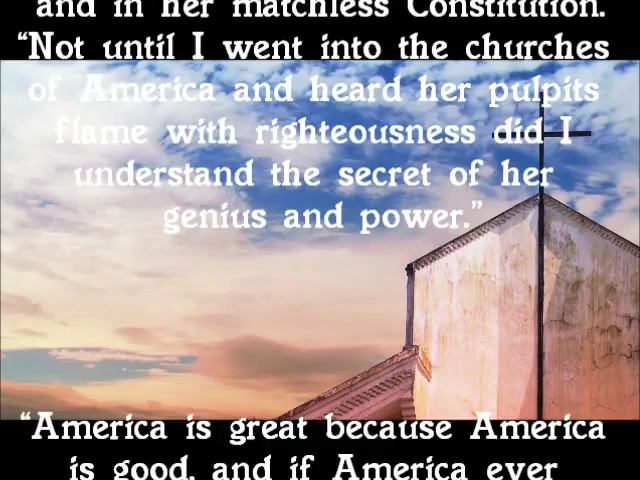 and in her matchless Constitution.
“Not until I went into the churches
of America and heard her pulpits
flame with righteousness did I
understand the secret of her
genius and power.”
“America is great because America
is good, and if America ever